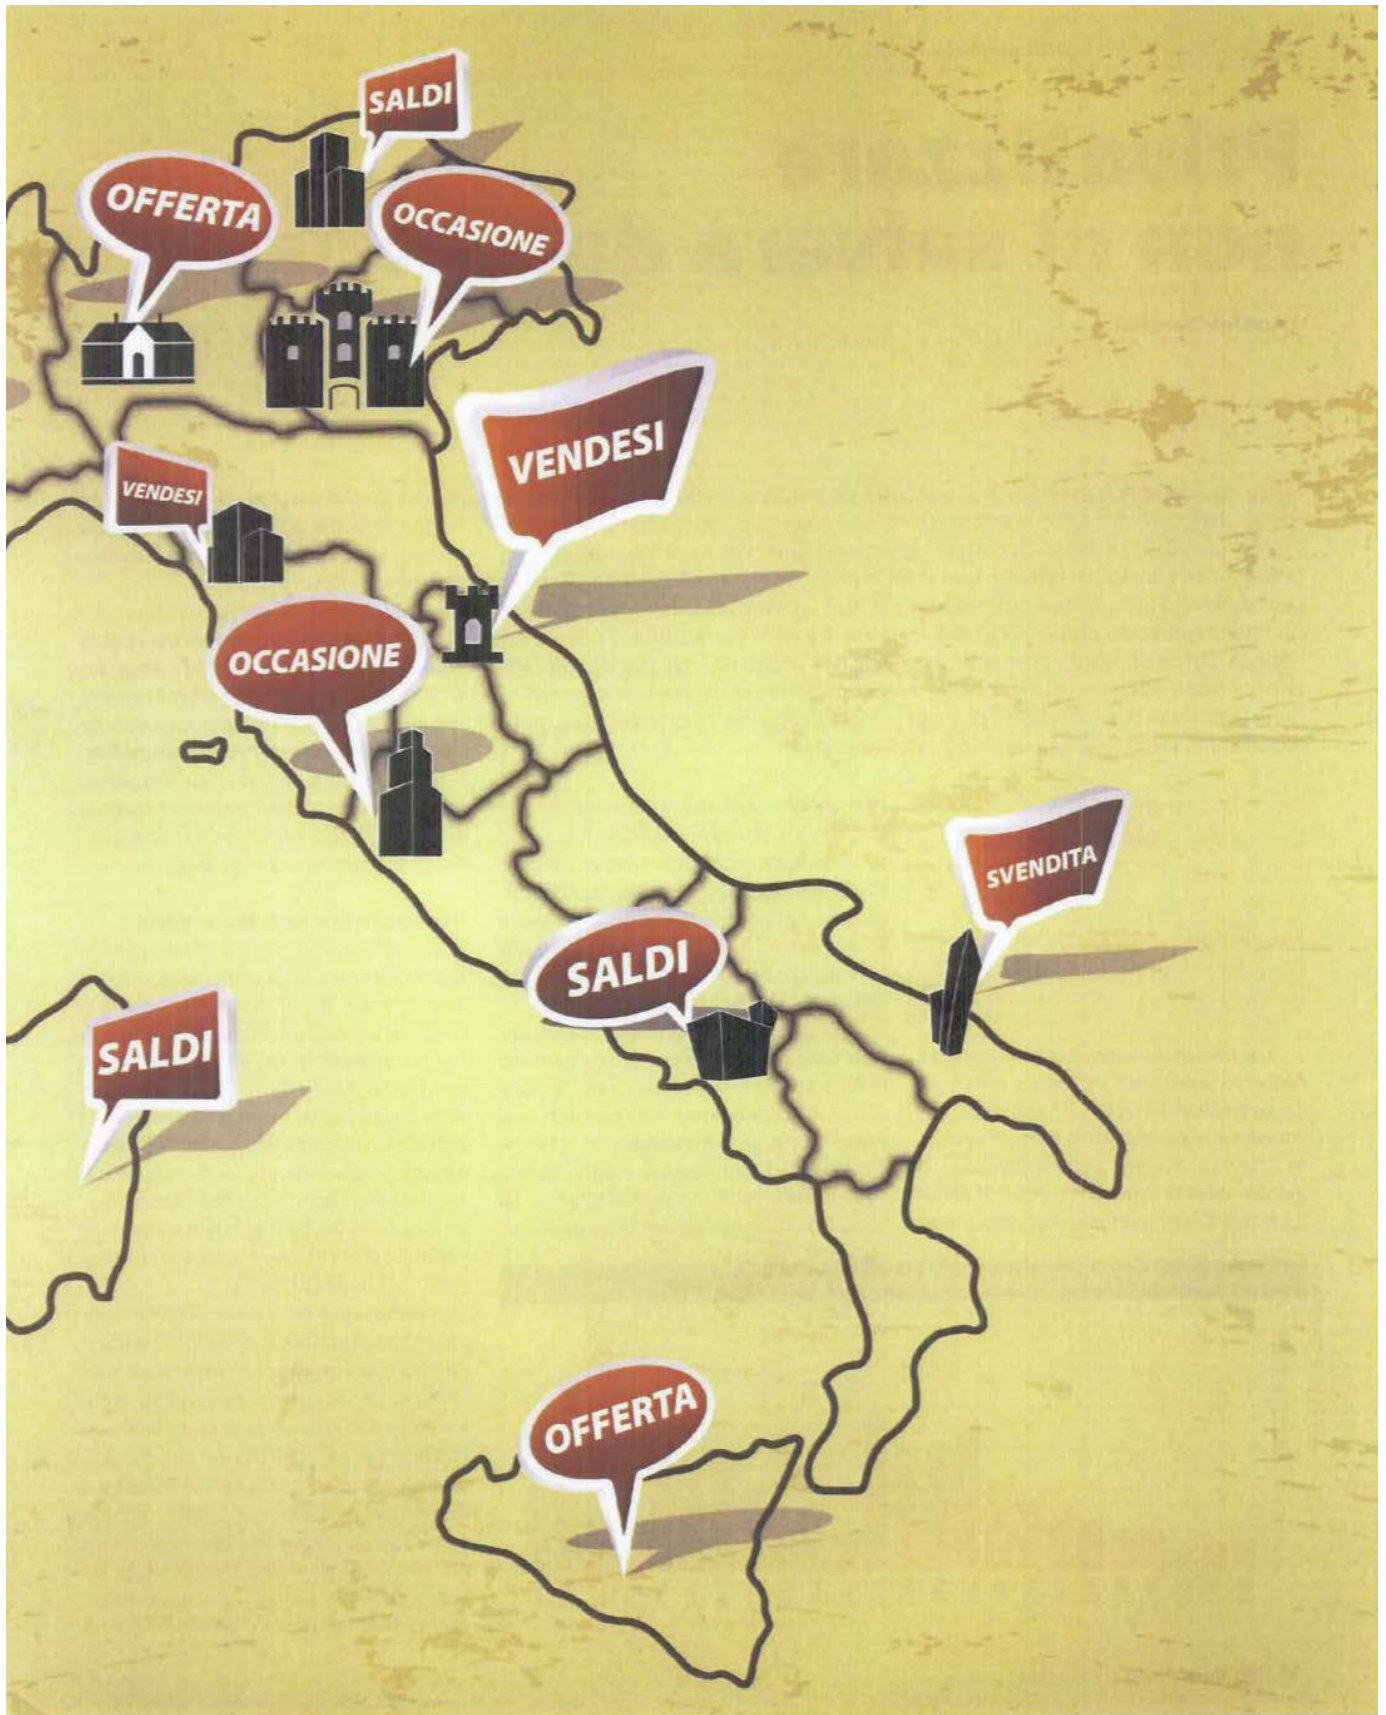 SALDI
OFFERTA
OCCASIONE
VENDESI
VENDESI
OCCASIONE
SVENDITA
SALDI
SALDI
OFFERTA